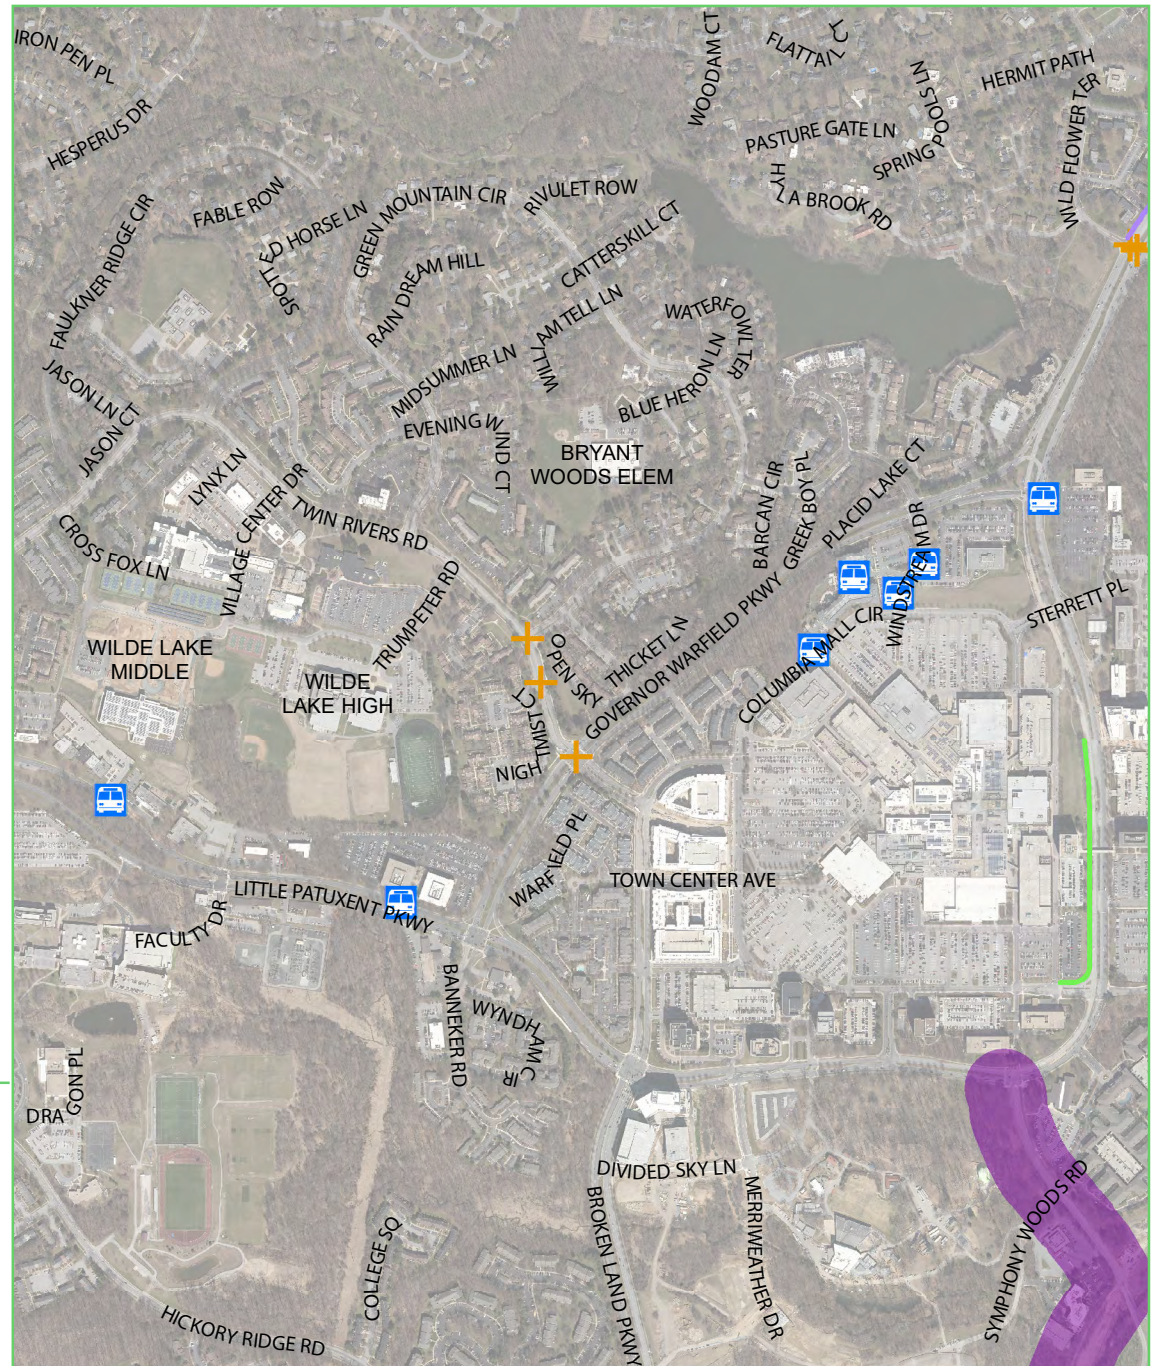 WOODAM CT
FLATTAIL CT
IRON PEN PL
HERMIT PATH
HESPERUS DR
PASTURE GATE LN
SPRING POOLS LN
WILD FLOWER TER
HYLA BROOK RD
FAULKNER RIDGE CIR
FABLE ROW
SPOTTED HORSE LN
GREEN MOUNTAIN CIR
RIVULET ROW
CATTERSKILL CT
RAIN DREAM HILL
WILLIAM TELL LN
WATERFOWL TER
MIDSUMMER LN
BLUE HERON LN
JASON LN CT
JASON CT
EVENING WIND CT
BRYANT
WOODS ELEM
LYNX LN
VILLAGE CENTER DR
TWIN RIVERS RD
BARCAN CIR
GREEK BOY PL
PLACID LAKE CT
CROSS FOX LN
WINDSTREAM DR
STERRETT PL
TRUMPETER RD
WILDE LAKE
MIDDLE
WILDE
LAKE HIGH
OPEN SKY
THICKET LN
GOVERNOR WARFIELD PKWY
COLUMBIA MALL CIR
NIGHTMIST CT
WARFIELD PL
TOWN CENTER AVE
LITTLE PATUXENT PKWY
FACULTY DR
BANNEKER RD
WYNDHAM CIR
DRAGON PL
DIVIDED SKY LN
SYMPHONY WOODS RD
MERRIWEATHER DR
BROKEN LAND PKWY
COLLEGE SQ
HICKORY RIDGE RD